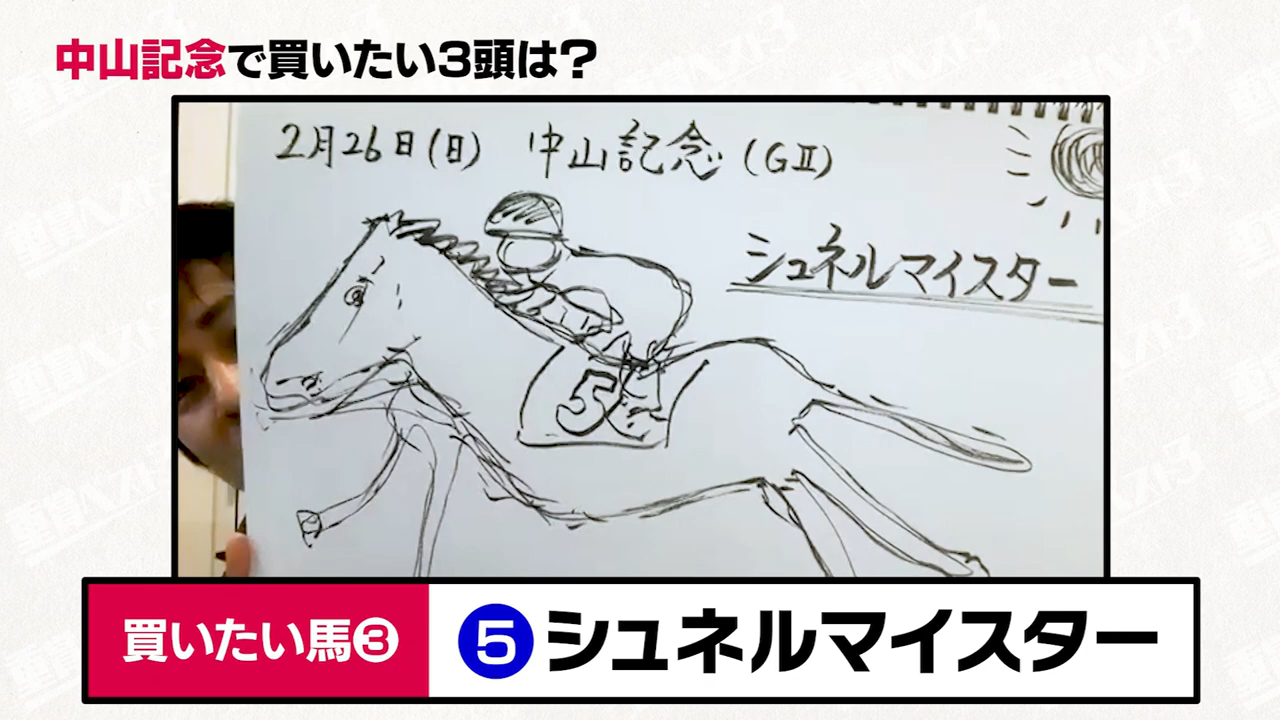 中山記念で買いたい3頭は？
2月26日(日) 中山記念(GⅡ)
シュネルマイスター
5
買いたい馬❸
5 シュネルマイスター